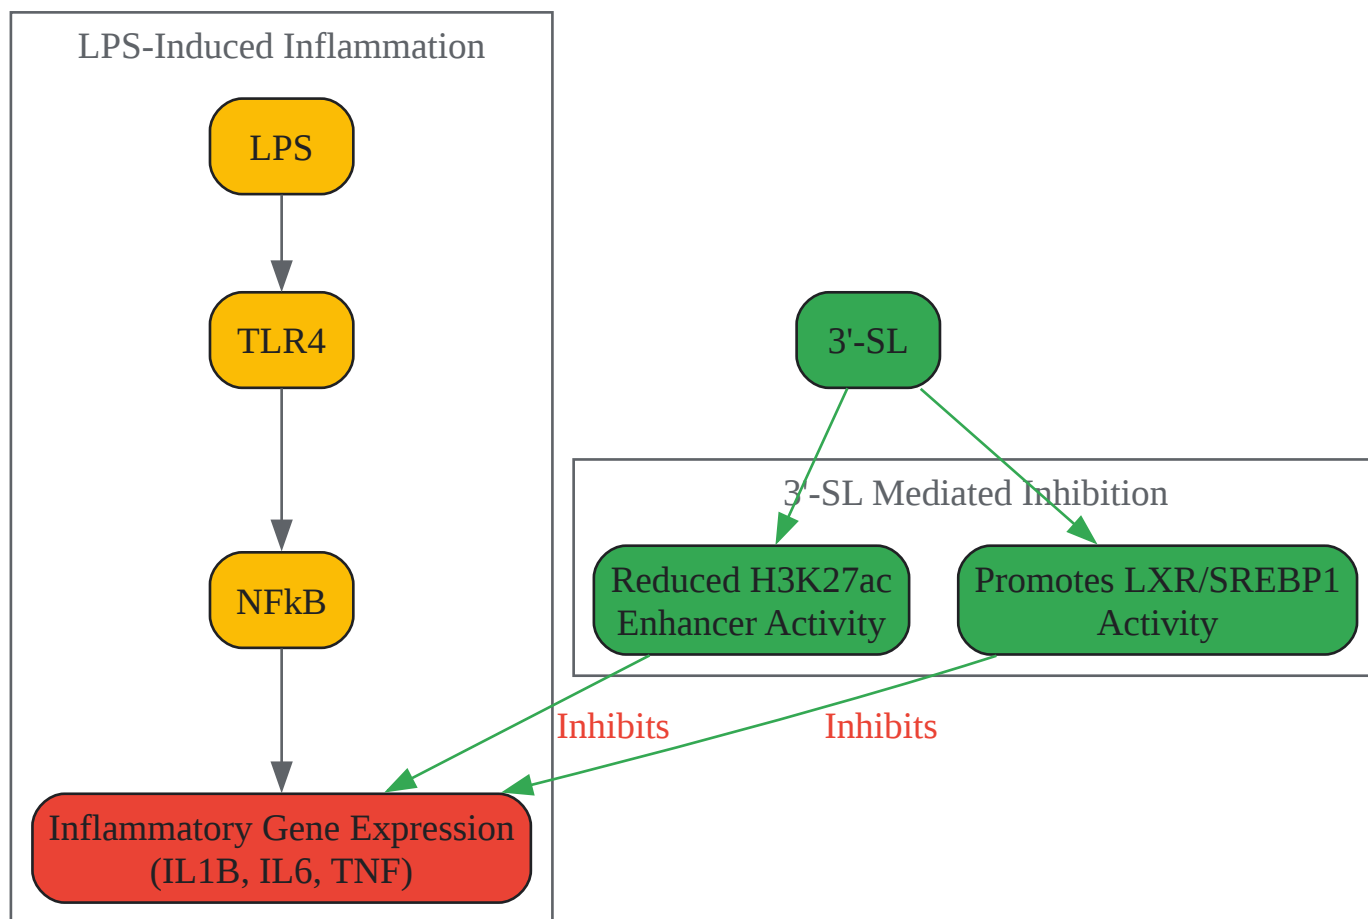 LPS-Induced Inflammation
LPS
TLR4
3'-SL
3'-SL Mediated Inhibition
Reduced H3K27ac
Enhancer Activity
Promotes LXR/SREBP1
Activity
NFkB
Inhibits
Inhibits
Inflammatory Gene Expression
(IL1B, IL6, TNF)